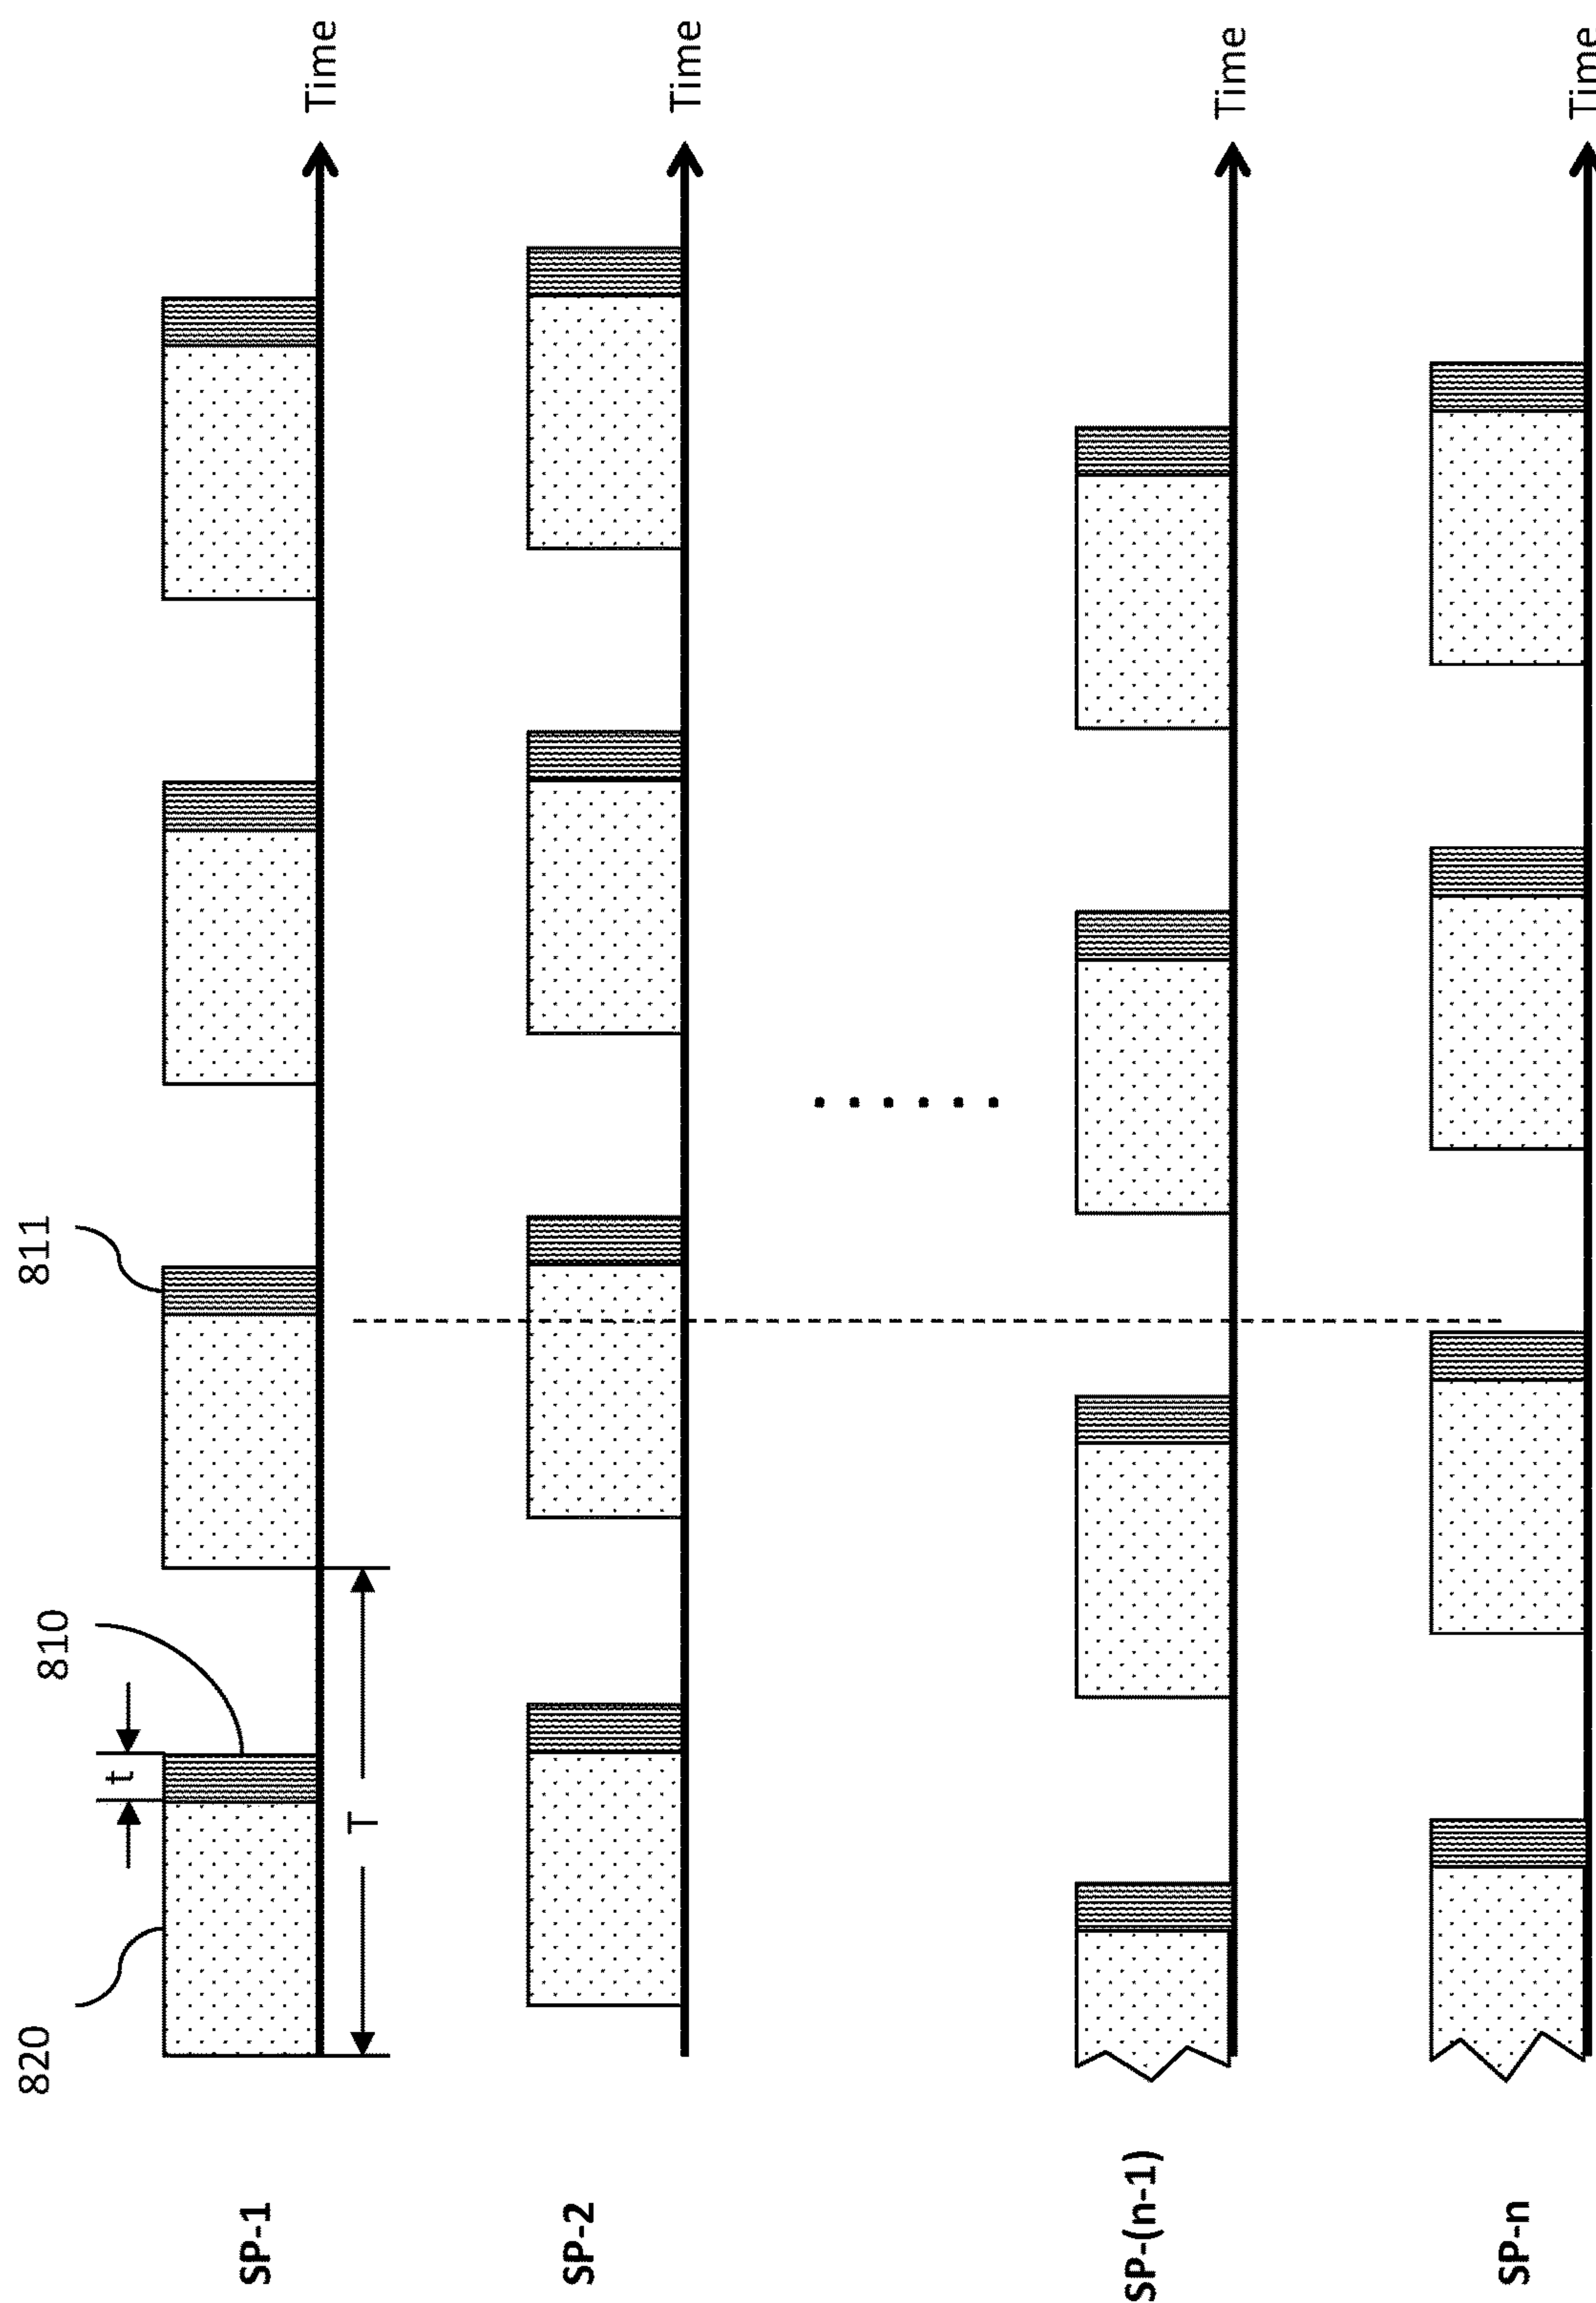 820
810
811
t
T
SP-1
Time
SP-2
Time
......
SP-(n-1)
Time
SP-n
Time